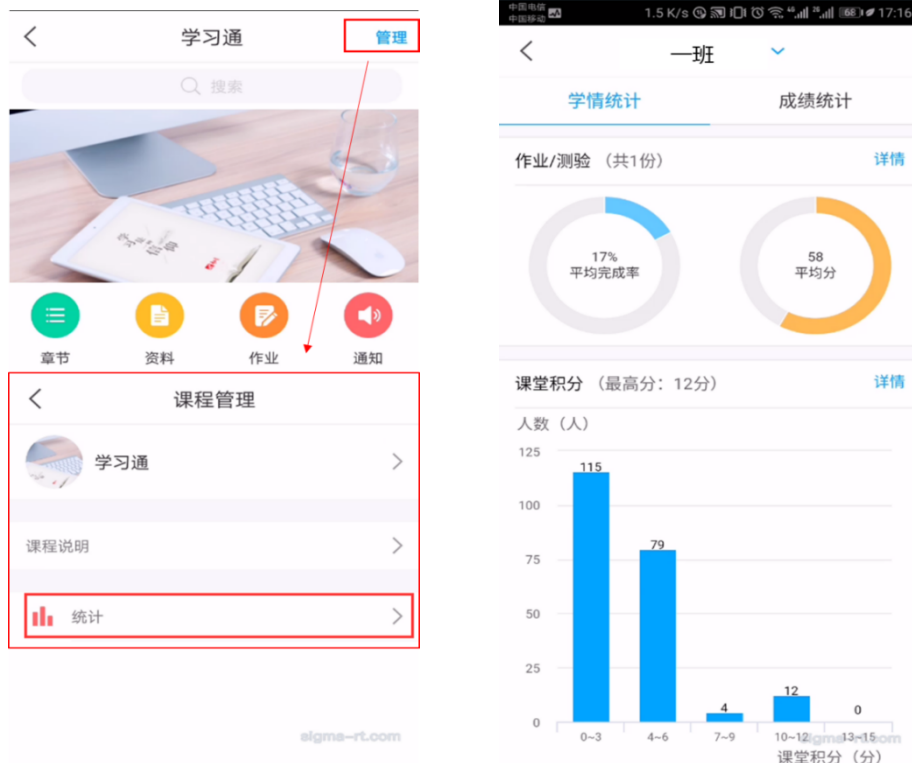 学习通
管理
搜索
学习通
章节
资料
作业
通知
课程管理
学习通
课程说明
统计
sigma-rt.com
中国电信
中国移动
1.5 K/s
68
17:16
一班
学情统计
成绩统计
作业/测验 (共1份)
详情
17%
平均完成率
58
平均分
课堂积分 (最高分: 12分)
详情
人数 (人)
125
100
75
50
25
0
115
79
4
12
0
0~3
4~6
7~9
10~12
13~15
sigma-rt.com
课堂积分 (分)